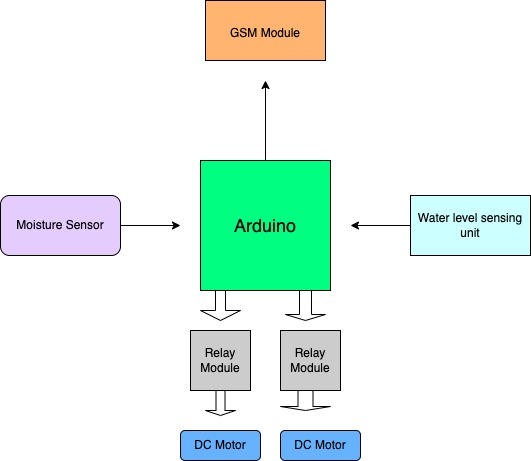 GSM Module
Moisture Sensor
Arduino
Water level sensing
unit
Relay
Module
Relay
Module
DC Motor
DC Motor